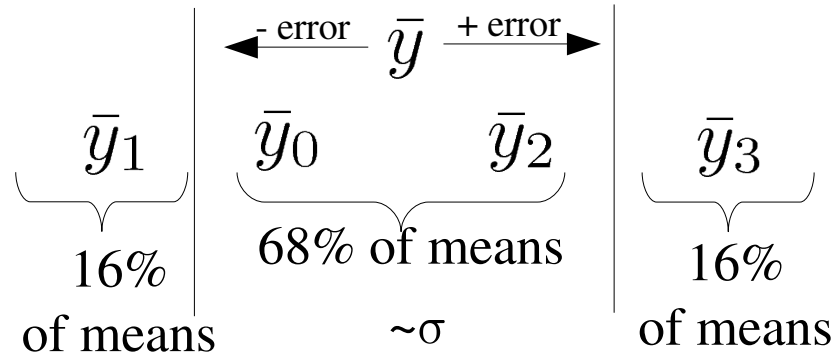 - error ȳ + error
ȳ₁ ȳ₀ ȳ₂ ȳ₃
16% 68% of means 16%
of means ~σ of means